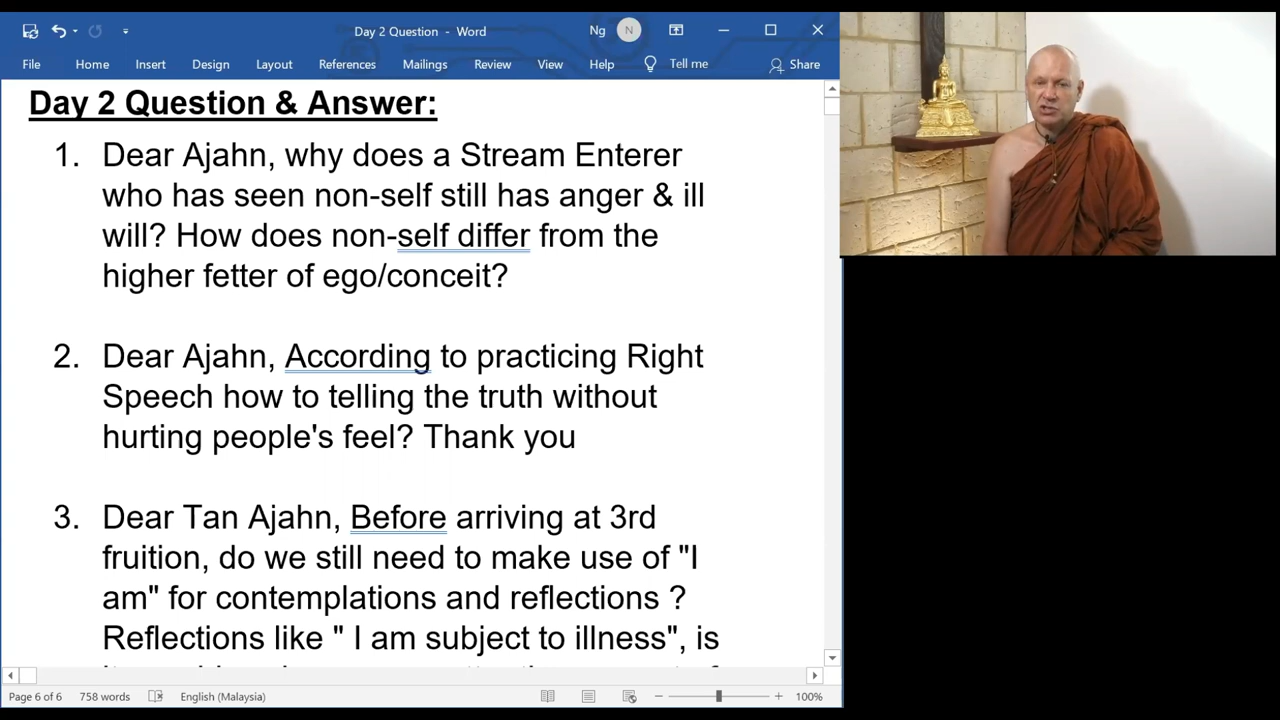 Day 2 Question - Word
Ng
N
File
Home
Insert
Design
Layout
References
Mailings
Review
View
Help
Tell me
Share
Day 2 Question & Answer:
1. Dear Ajahn, why does a Stream Enterer
who has seen non-self still has anger & ill
will? How does non-self differ from the
higher fetter of ego/conceit?
2. Dear Ajahn, According to practicing Right
Speech how to telling the truth without
hurting people's feel? Thank you
3. Dear Tan Ajahn, Before arriving at 3rd
fruition, do we still need to make use of "I
am" for contemplations and reflections ?
Reflections like " I am subject to illness", is
Page 6 of 6
758 words
English (Malaysia)
100%